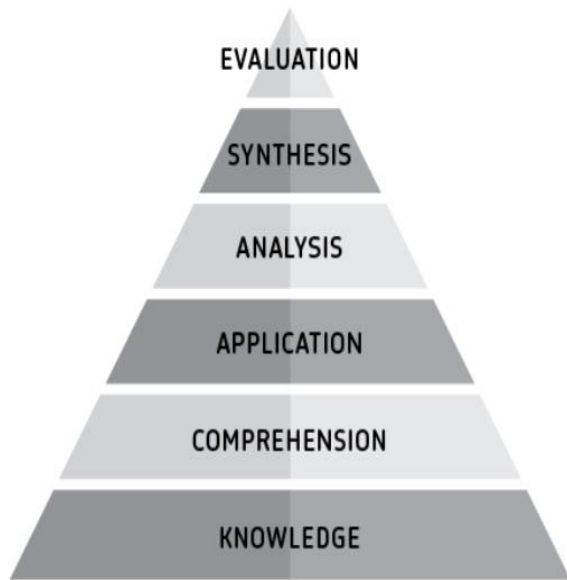 EVALUATION
SYNTHESIS
ANALYSIS
APPLICATION
COMPREHENSION
KNOWLEDGE